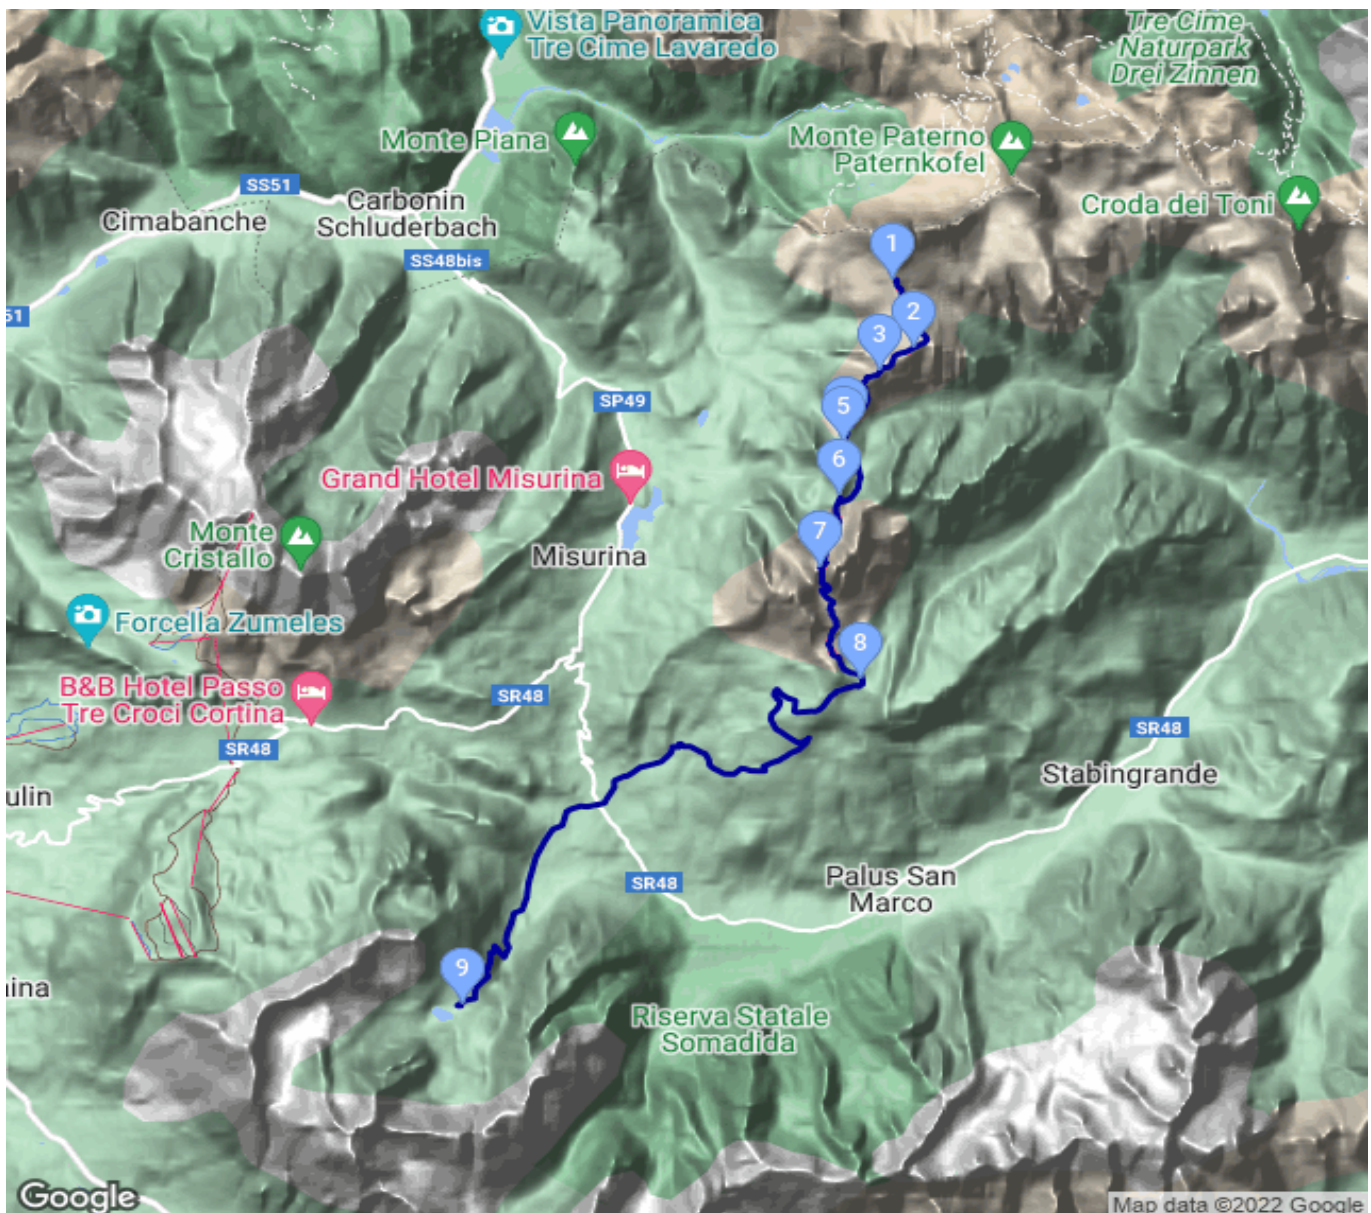 Vista Panoramica
Tre Cime Lavaredo
Tre Cime
Naturpark
Drei Zinnen
Monte Piana
Monte Paterno
Paternkofel
SS51
Carbonin
Schluderbach
Cimabanche
Croda dei Toni
1
SS48bis
51
2
3
SP49
5
6
Grand Hotel Misurina
7
Monte
Cristallo
Misurina
Forcella Zumeles
8
B&B Hotel Passo
Tre Croci Cortina
SR48
SR48
SR48
Stabingrande
ulin
SR48
Palus San
Marco
9
ina
Riserva Statale
Somadida
Google
Map data ©2022 Google